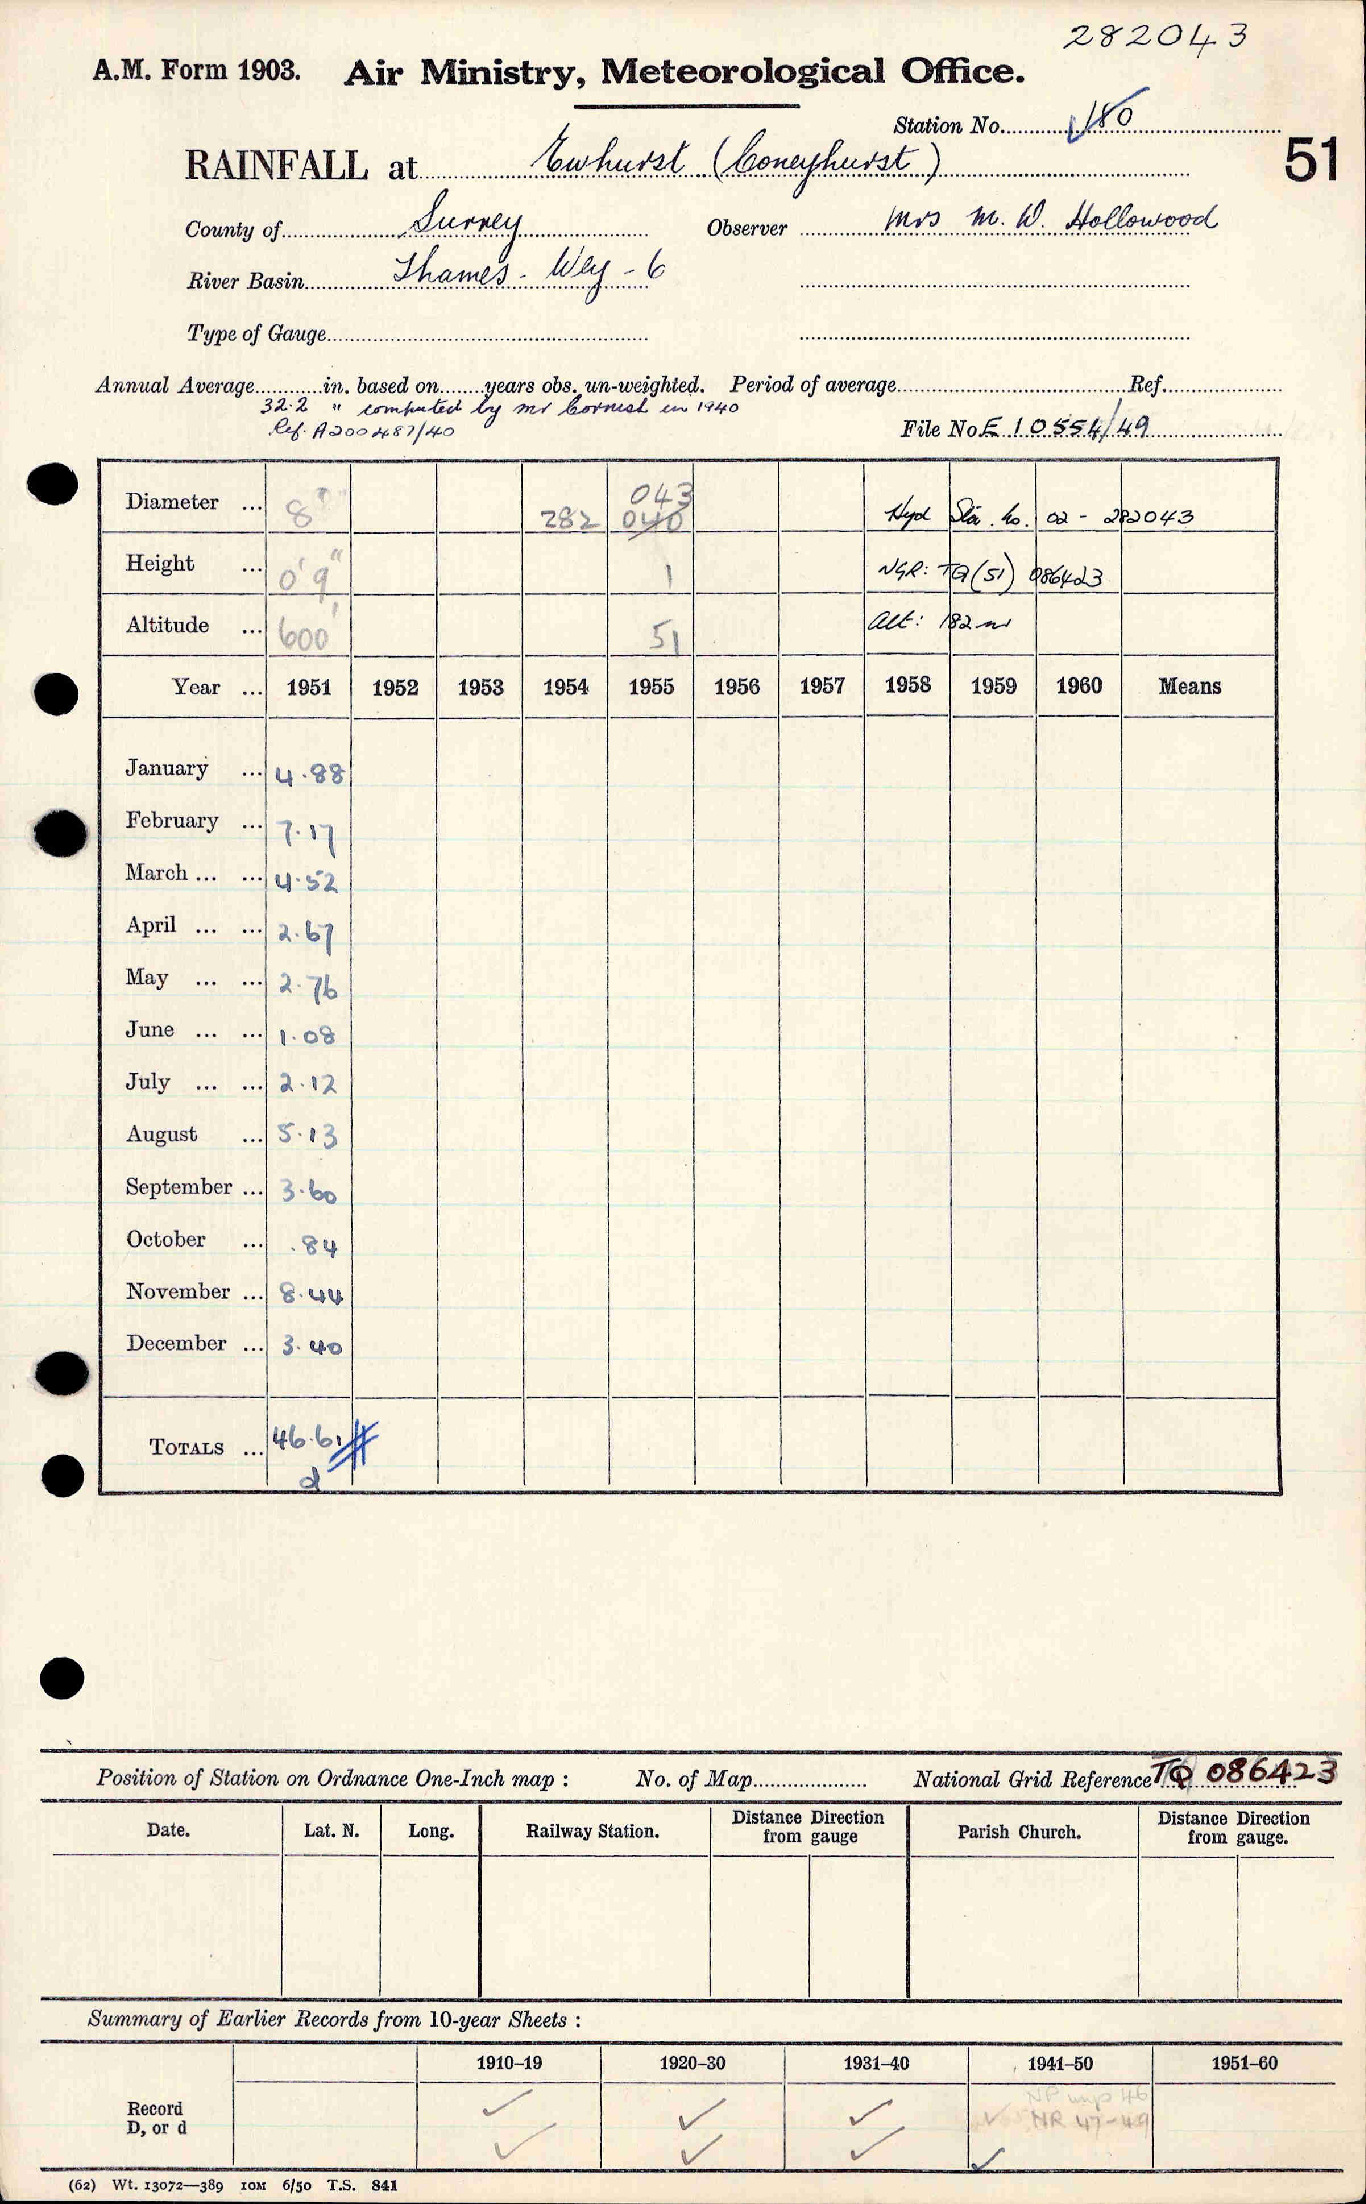 282043
A.M. Form 1903. Air Ministry, Meteorological Office.
Station No. 180
51
RAINFALL at Ewhurst (Coneyhurst)
County of Surrey Observer Mrs M. W. Hollowood
River Basin Thames - Wey - 6
Type of Gauge
Annual Average in. based on years obs. un-weighted. Period of average Ref.
32.2 " computed by Mr Cornish in 1940
Ref. A200487/40
File No. E 10554/49
Diameter ... 8" 282 043 040 Hyd Sta. No. 02 - 282043
Height ... 0' 9" 1 NGR: TQ (51) 086423
Altitude ... 600' 51 Alt: 182 m
Year ... 1951 1952 1953 1954 1955 1956 1957 1958 1959 1960 Means
January ... 4.88
February ... 7.17
March ... ... 4.52
April ... ... 2.67
May ... ... 2.76
June ... ... 1.08
July ... ... 2.12
August ... 5.13
September ... 3.60
October ... .84
November ... 8.44
December ... 3.40
TOTALS ... 46.61
d
Position of Station on Ordnance One-Inch map : No. of Map National Grid Reference TQ 086423
Date. Lat. N. Long. Railway Station. Distance Direction from gauge Parish Church. Distance Direction from gauge.
Summary of Earlier Records from 10-year Sheets :
1910–19 1920–30 1931–40 1941–50 1951–60
Record
D, or d
NR 47-49
(62) Wt. 13072—389 10M 6/50 T.S. 841